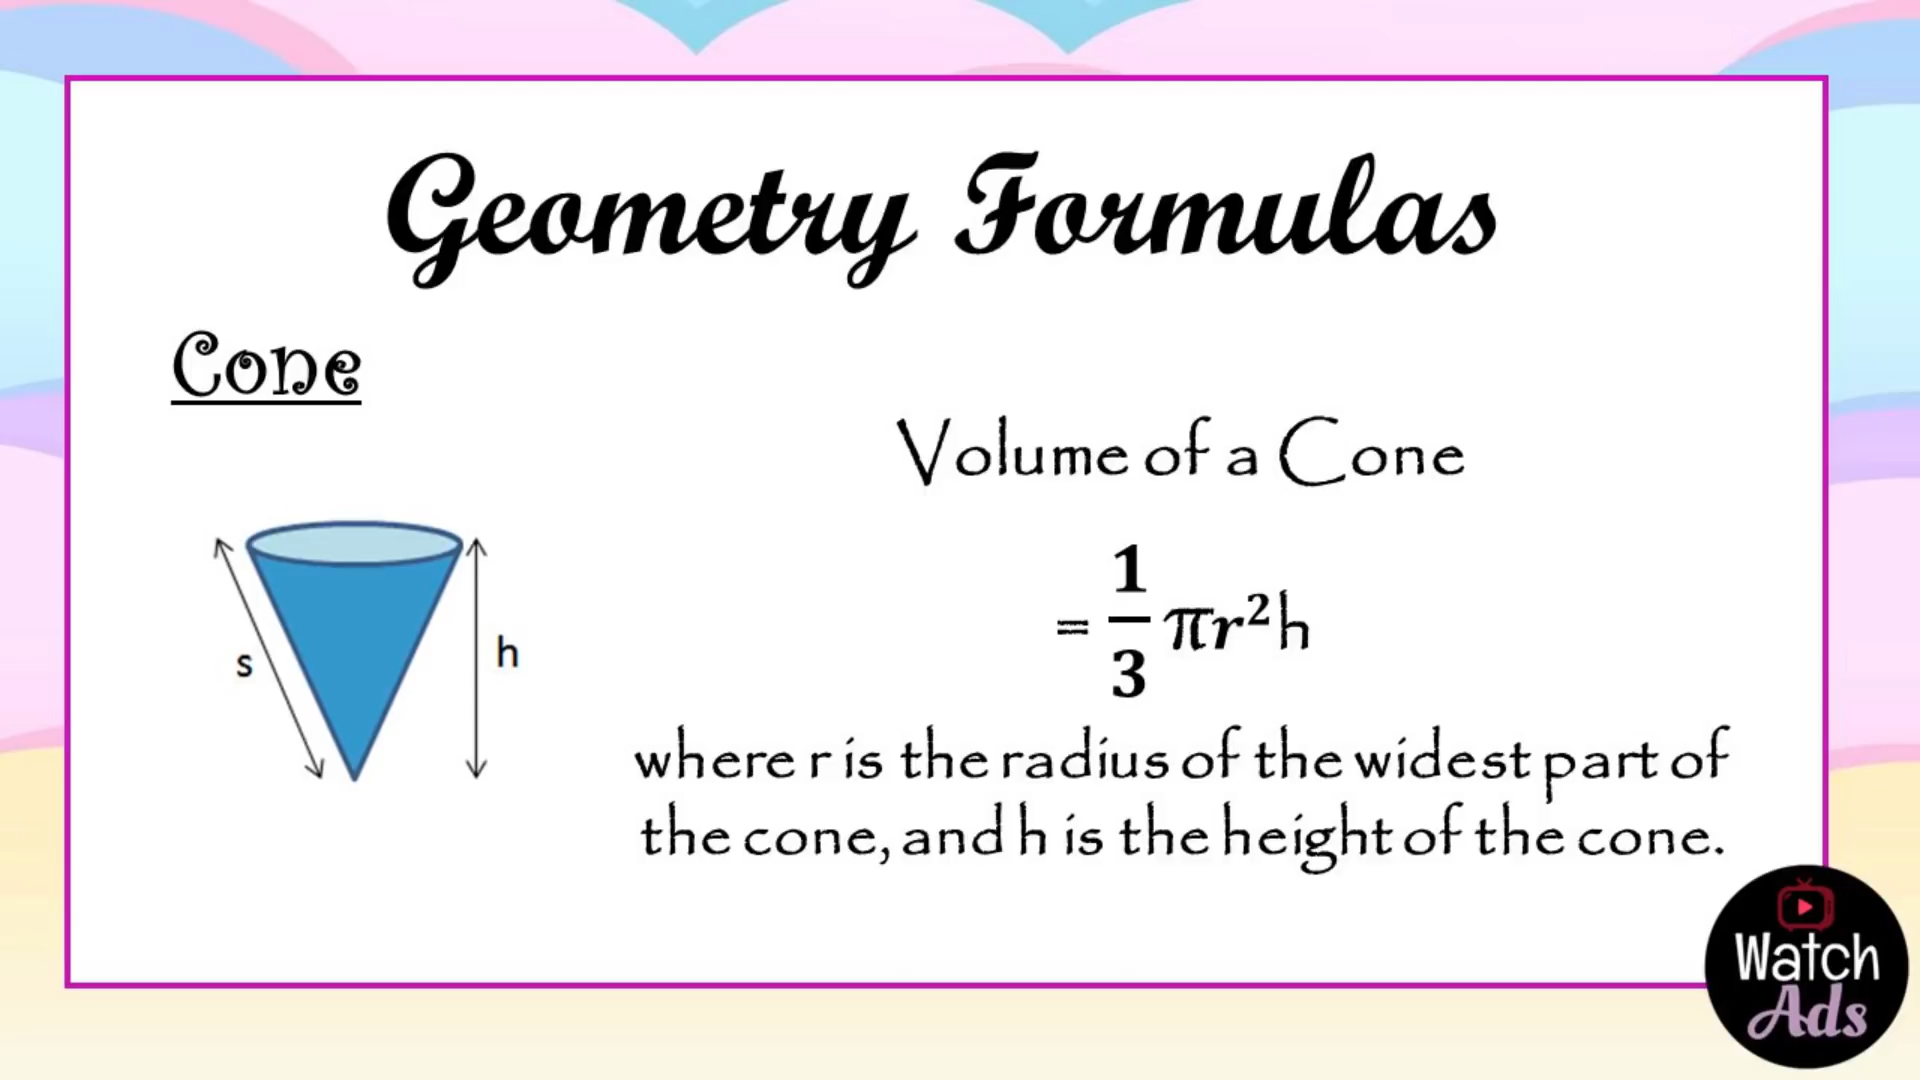 Geometry Formulas
Cone
Volume of a Cone
= 1/3 πr²h
s
h
where r is the radius of the widest part of
the cone, and h is the height of the cone.
Watch
Ads